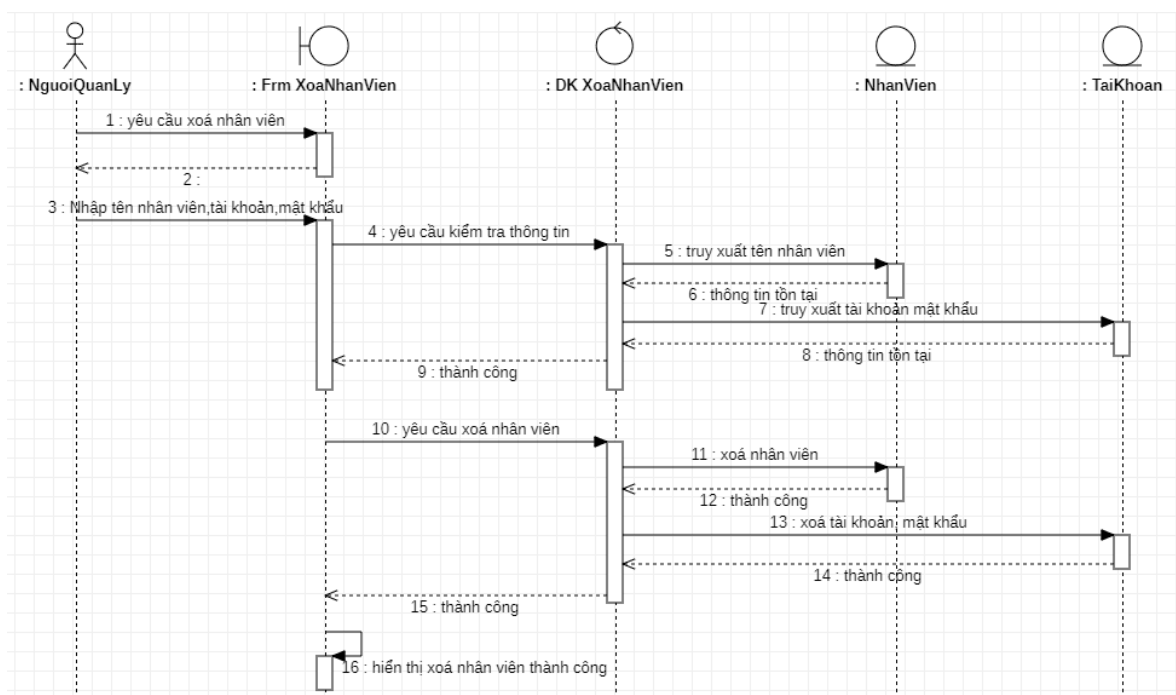 : NguoiQuanLy
: Frm XoaNhanVien
: DK XoaNhanVien
: NhanVien
: TaiKhoan
1 : yêu cầu xoá nhân viên
2 :
3 : Nhập tên nhân viên,tài khoản,mật khẩu
4 : yêu cầu kiểm tra thông tin
5 : truy xuất tên nhân viên
6 : thông tin tồn tại
7 : truy xuất tài khoản mật khẩu
8 : thông tin tồn tại
9 : thành công
10 : yêu cầu xoá nhân viên
11 : xoá nhân viên
12 : thành công
13 : xoá tài khoản, mật khẩu
14 : thành công
15 : thành công
16 : hiển thị xoá nhân viên thành công